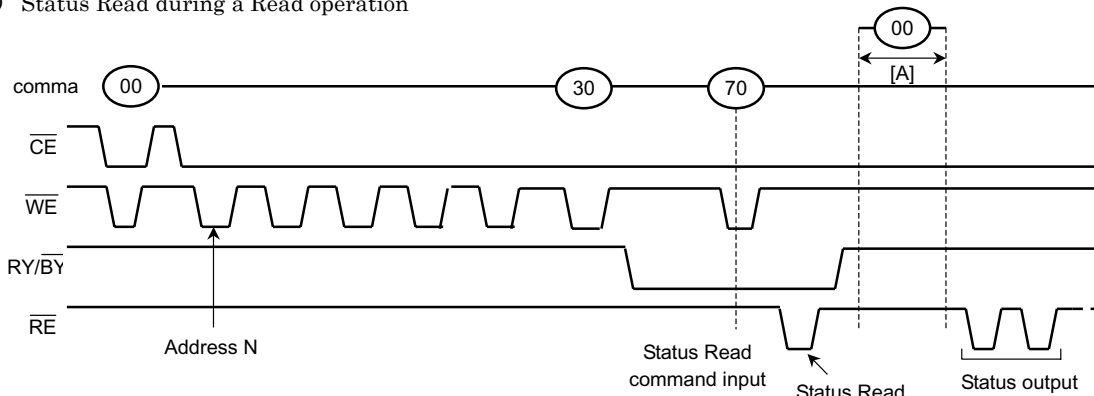 Status Read during a Read operation
00
[A]
comma
00
30
70
CE
WE
RY/BY
RE
Address N
Status Read
command input
Status Read
Status output